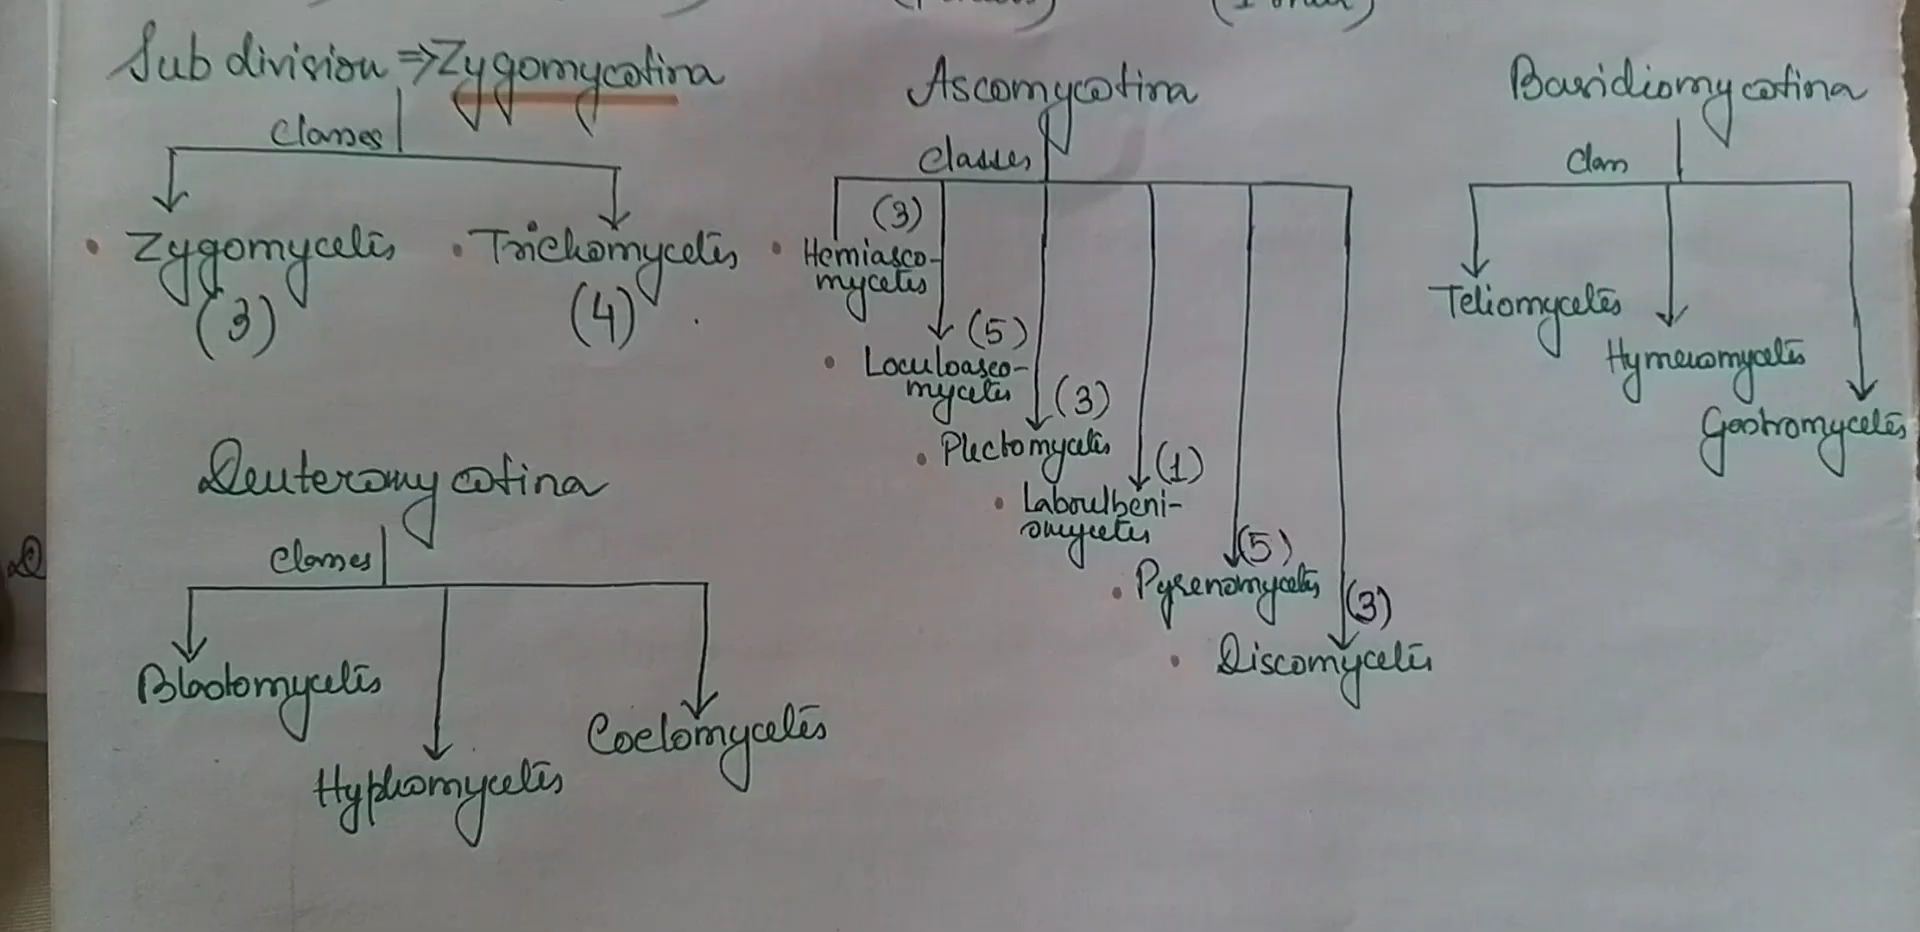 Sub division ⇒ Zygomycotina
Classes
• Zygomycetes
(3)
• Trichomycetes
(4)
Ascomycotina
Classes
(3)
• Hemiasco-
mycetes
(5)
• Loculoasco-
mycetes
(3)
• Plectomycetes
(1)
• Laboulbeni-
omycetes
(5)
• Pyrenomycetes
(3)
• Discomycetes
Basidiomycotina
Class
Teliomycetes
Hymenomycetes
Gastromycetes
Deuteromycotina
Classes
Blastomycetes
Hyphomycetes
Coelomycetes